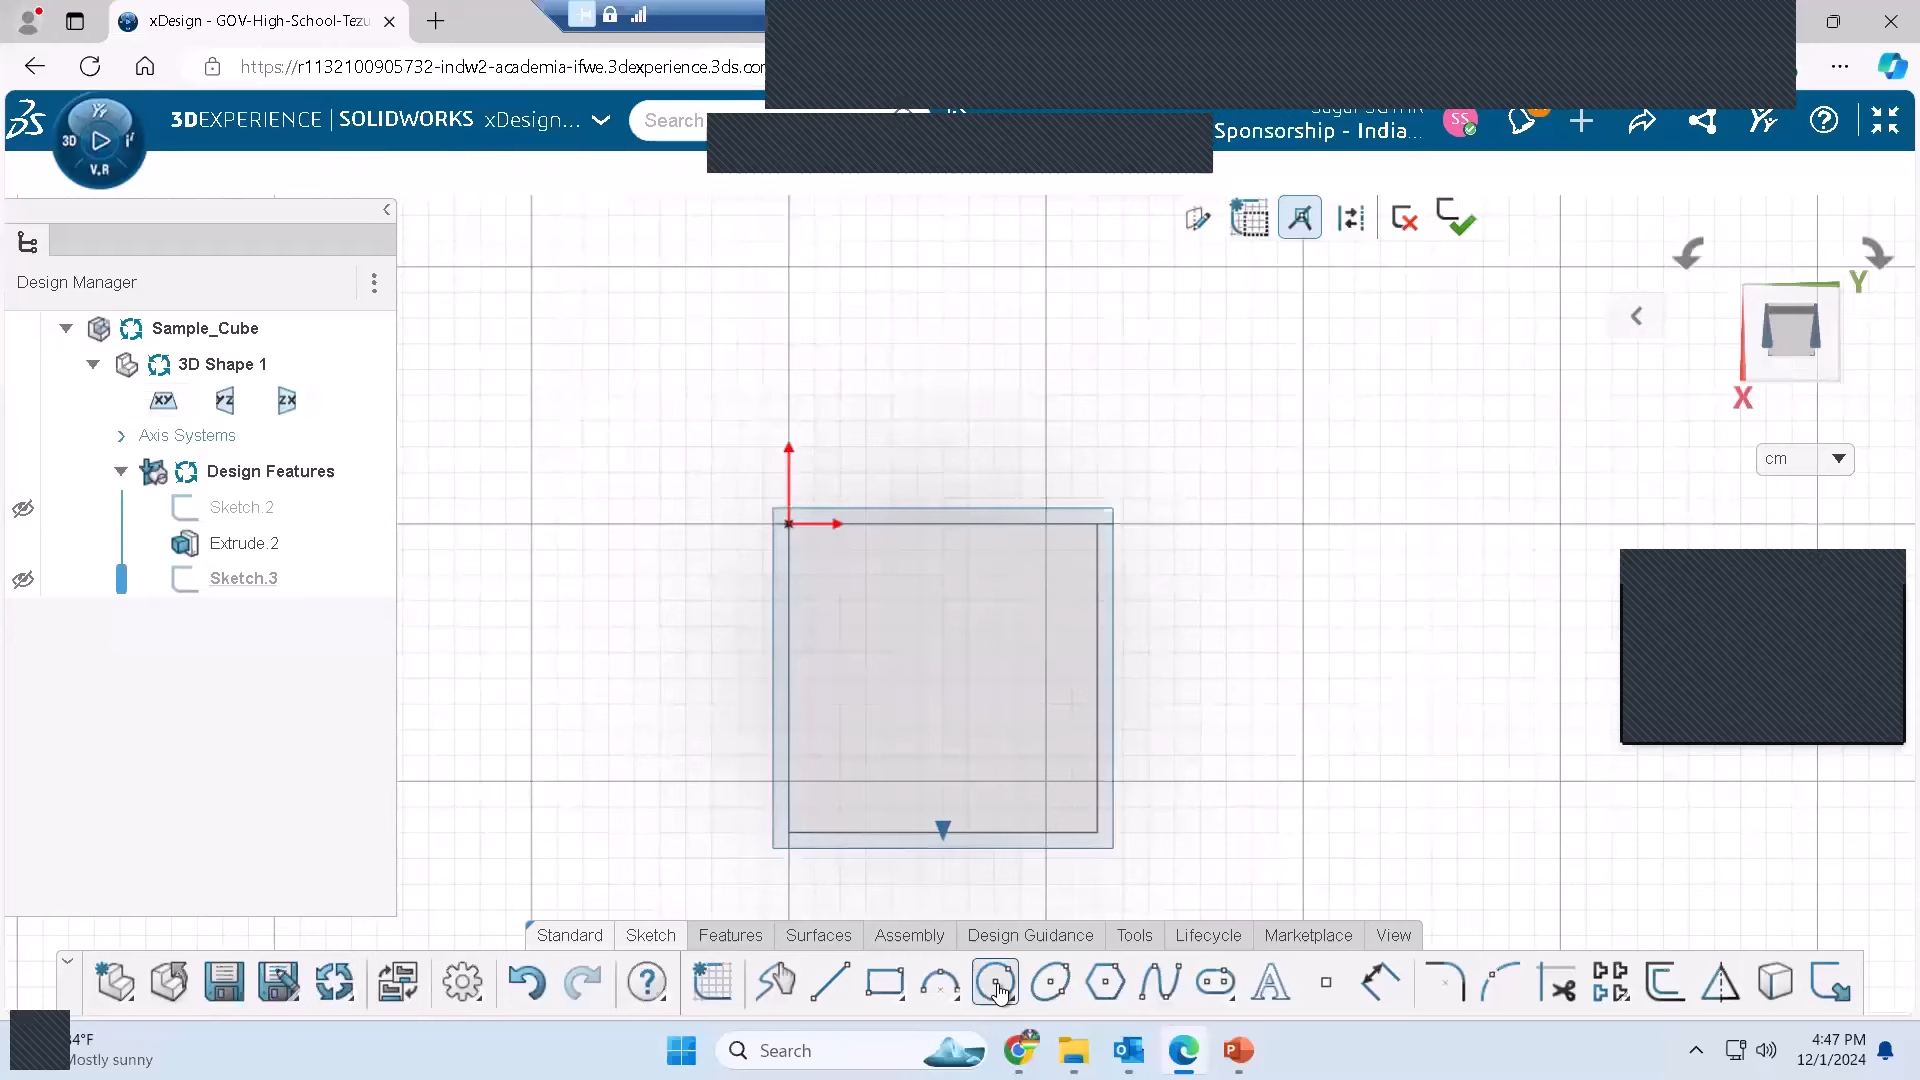 xDesign - GOV-High-School-Tezu
https://r1132100905732-indw2-academia-ifwe.3dexperience.3ds.com
3D
V.R
3DEXPERIENCE | SOLIDWORKS xDesign...
Search
Sponsorship - India...
SS
Design Manager
Sample_Cube
3D Shape 1
XY YZ ZX
Axis Systems
Design Features
Sketch.2
Extrude.2
Sketch.3
Y
X
cm
Standard Sketch Features Surfaces Assembly Design Guidance Tools Lifecycle Marketplace View
4°F
Mostly sunny
Search
4:47 PM
12/1/2024